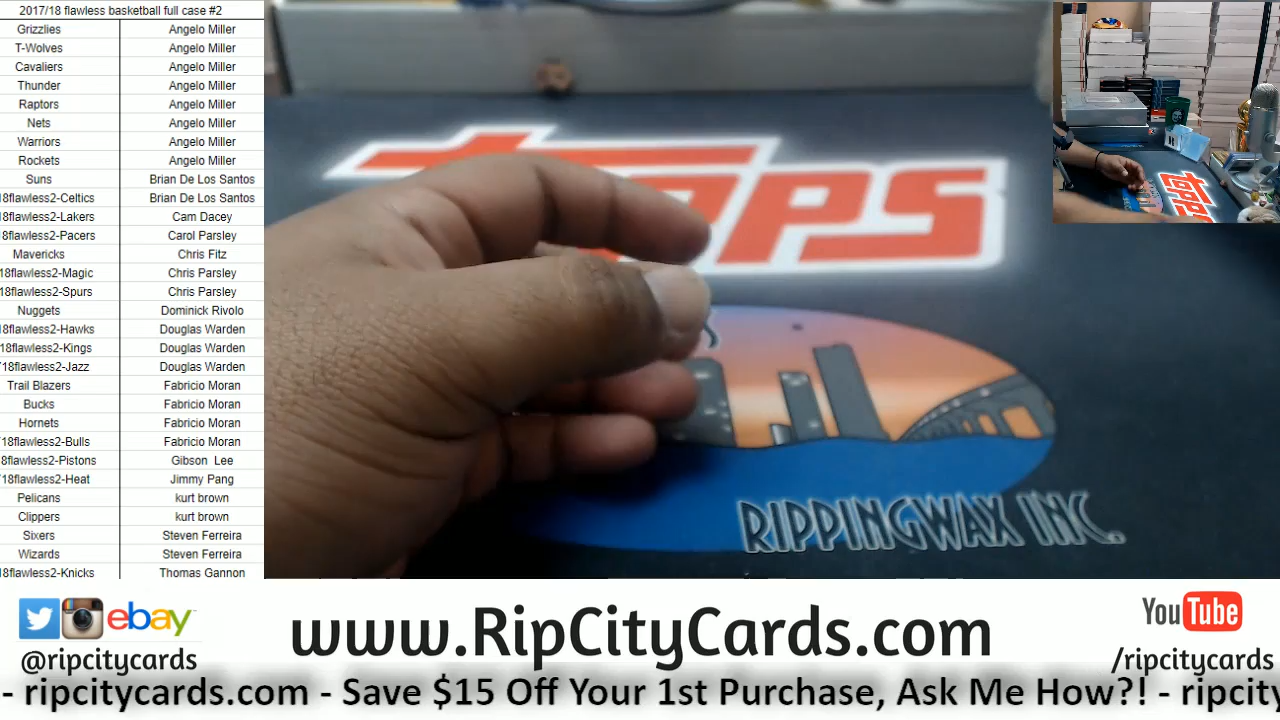 2017/18 flawless basketball full case #2
Grizzlies Angelo Miller
T-Wolves Angelo Miller
Cavaliers Angelo Miller
Thunder Angelo Miller
Raptors Angelo Miller
Nets Angelo Miller
Warriors Angelo Miller
Rockets Angelo Miller
Suns Brian De Los Santos
18flawless2-Celtics Brian De Los Santos
18flawless2-Lakers Cam Dacey
18flawless2-Pacers Carol Parsley
Mavericks Chris Fitz
18flawless2-Magic Chris Parsley
18flawless2-Spurs Chris Parsley
Nuggets Dominick Rivolo
18flawless2-Hawks Douglas Warden
18flawless2-Kings Douglas Warden
'18flawless2-Jazz Douglas Warden
Trail Blazers Fabricio Moran
Bucks Fabricio Moran
Hornets Fabricio Moran
'18flawless2-Bulls Fabricio Moran
8flawless2-Pistons Gibson Lee
'18flawless2-Heat Jimmy Pang
Pelicans kurt brown
Clippers kurt brown
Sixers Steven Ferreira
Wizards Steven Ferreira
8flawless2-Knicks Thomas Gannon
topps
RIPPINGWAX INC.
topps
ebay
@ripcitycards
www.RipCityCards.com
YouTube
/ripcitycards
- ripcitycards.com - Save $15 Off Your 1st Purchase, Ask Me How?! - ripcity